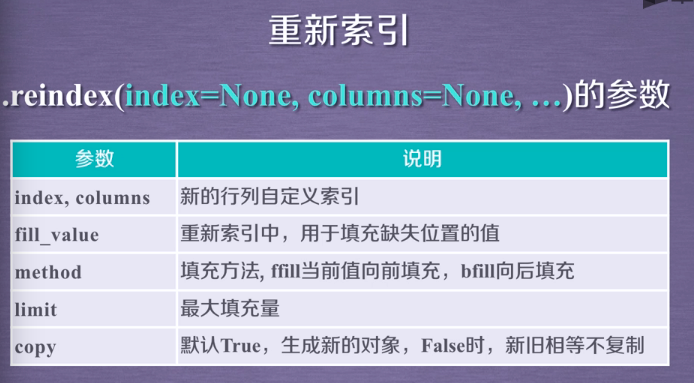 重新索引
.reindex(index=None, columns=None, …)的参数
参数 说明
index, columns 新的行列自定义索引
fill_value 重新索引中，用于填充缺失位置的值
method 填充方法, ffill当前值向前填充，bfill向后填充
limit 最大填充量
copy 默认True，生成新的对象，False时，新旧相等不复制